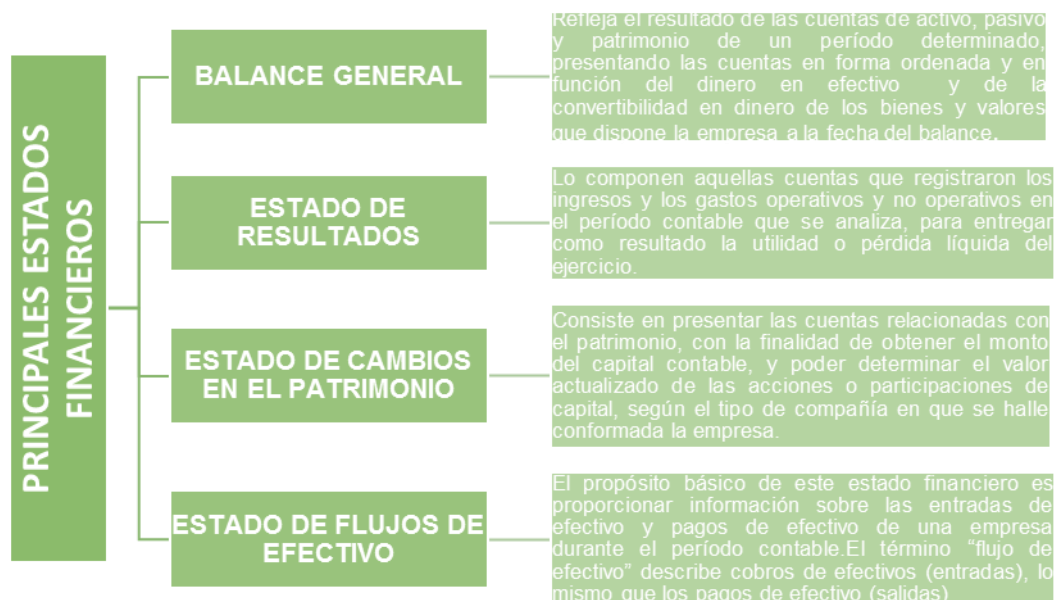 PRINCIPALES ESTADOS
FINANCIEROS
BALANCE GENERAL
Refleja el resultado de las cuentas de activo, pasivo
y patrimonio de un período determinado,
presentando las cuentas en forma ordenada y en
función del dinero en efectivo y de la
convertibilidad en dinero de los bienes y valores
que dispone la empresa a la fecha del balance.
ESTADO DE
RESULTADOS
Lo componen aquellas cuentas que registraron los
ingresos y los gastos operativos y no operativos en
el período contable que se analiza, para entregar
como resultado la utilidad o pérdida líquida del
ejercicio.
ESTADO DE CAMBIOS
EN EL PATRIMONIO
Consiste en presentar las cuentas relacionadas con
el patrimonio, con la finalidad de obtener el monto
del capital contable, y poder determinar el valor
actualizado de las acciones o participaciones de
capital, según el tipo de compañía en que se halle
conformada la empresa.
ESTADO DE FLUJOS DE
EFECTIVO
El propósito básico de este estado financiero es
proporcionar información sobre las entradas de
efectivo y pagos de efectivo de una empresa
durante el período contable.El término “flujo de
efectivo” describe cobros de efectivos (entradas), lo
mismo que los pagos de efectivo (salidas)